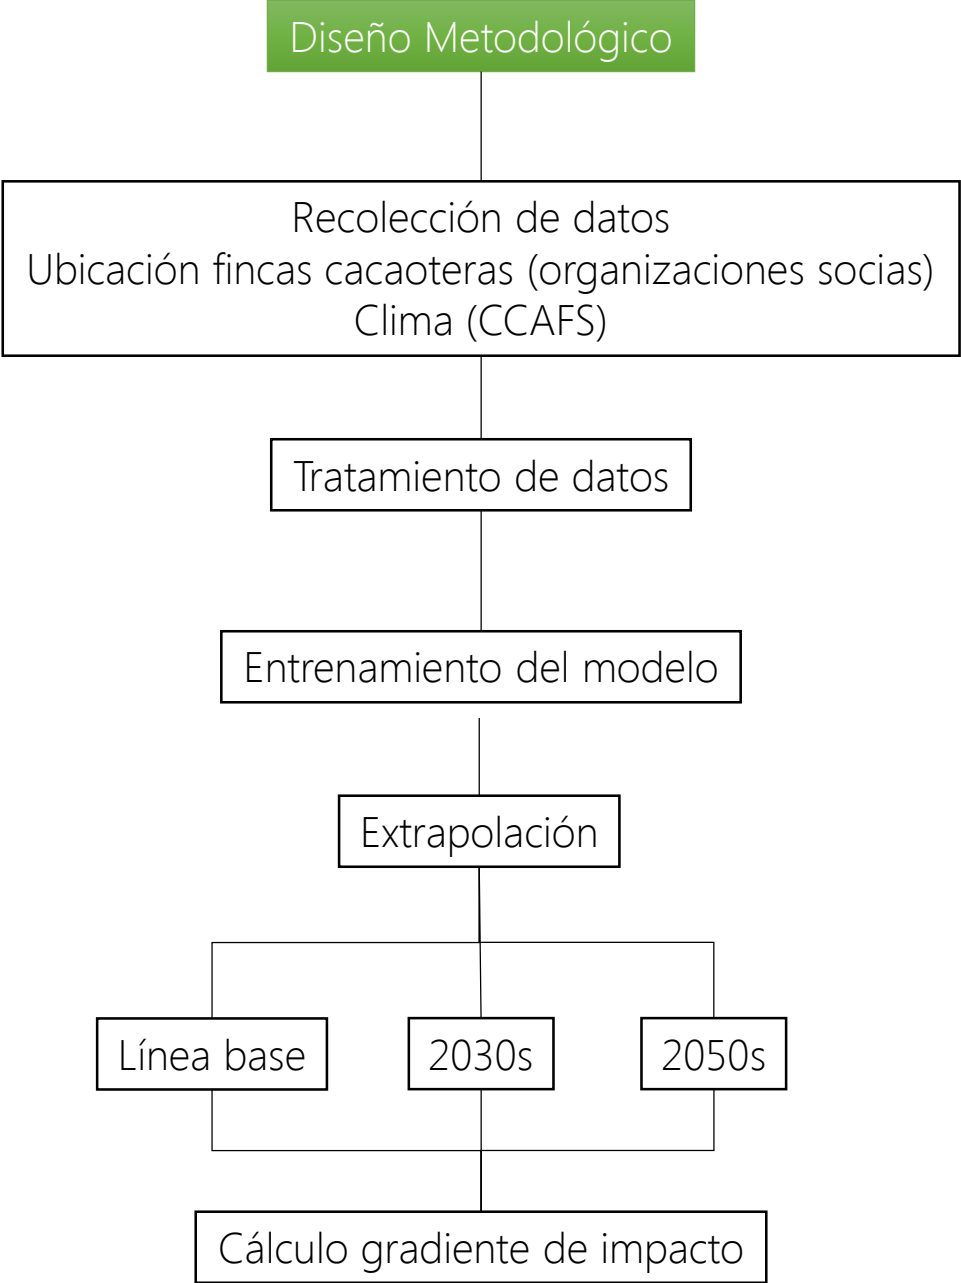 Diseño Metodológico
Recolección de datos
Ubicación fincas cacaoteras (organizaciones socias)
Clima (CCAFS)
Tratamiento de datos
Entrenamiento del modelo
Extrapolación
Línea base
2030s
2050s
Cálculo gradiente de impacto